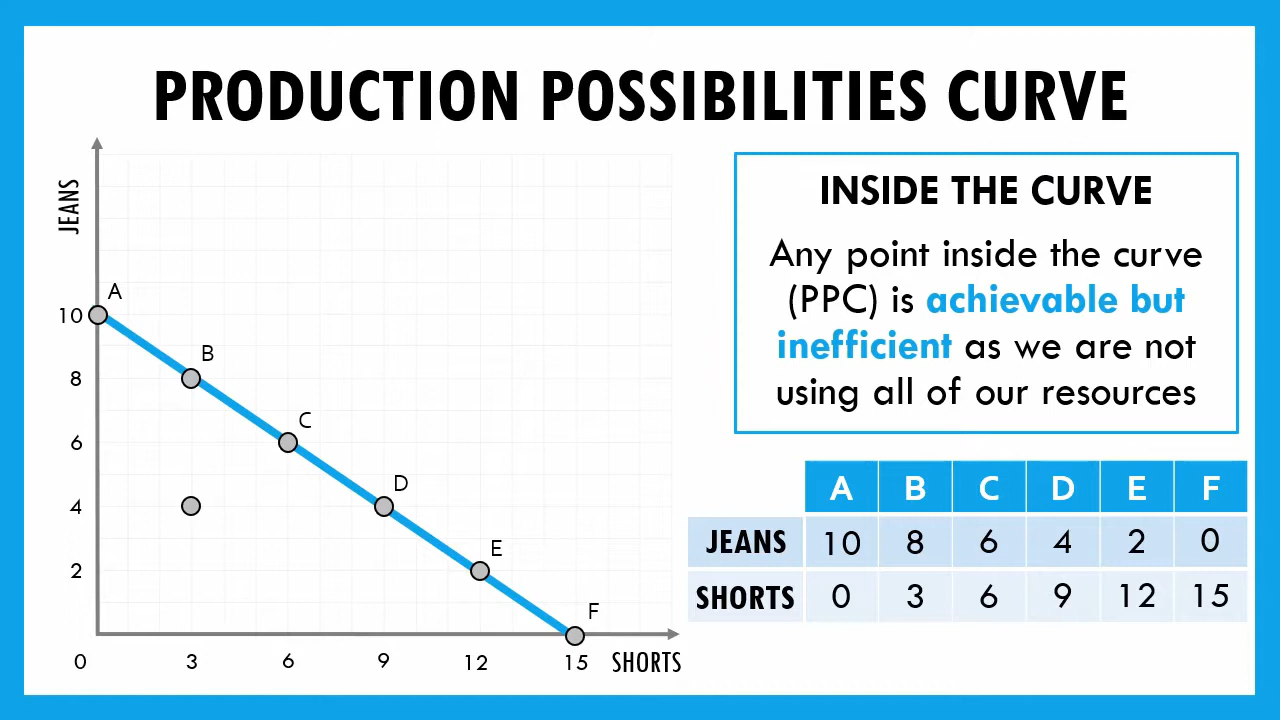 PRODUCTION POSSIBILITIES CURVE
JEANS
A
10
B
8
C
6
D
4
E
2
F
0 3 6 9 12 15 SHORTS
INSIDE THE CURVE
Any point inside the curve
(PPC) is achievable but
inefficient as we are not
using all of our resources
A B C D E F
JEANS 10 8 6 4 2 0
SHORTS 0 3 6 9 12 15